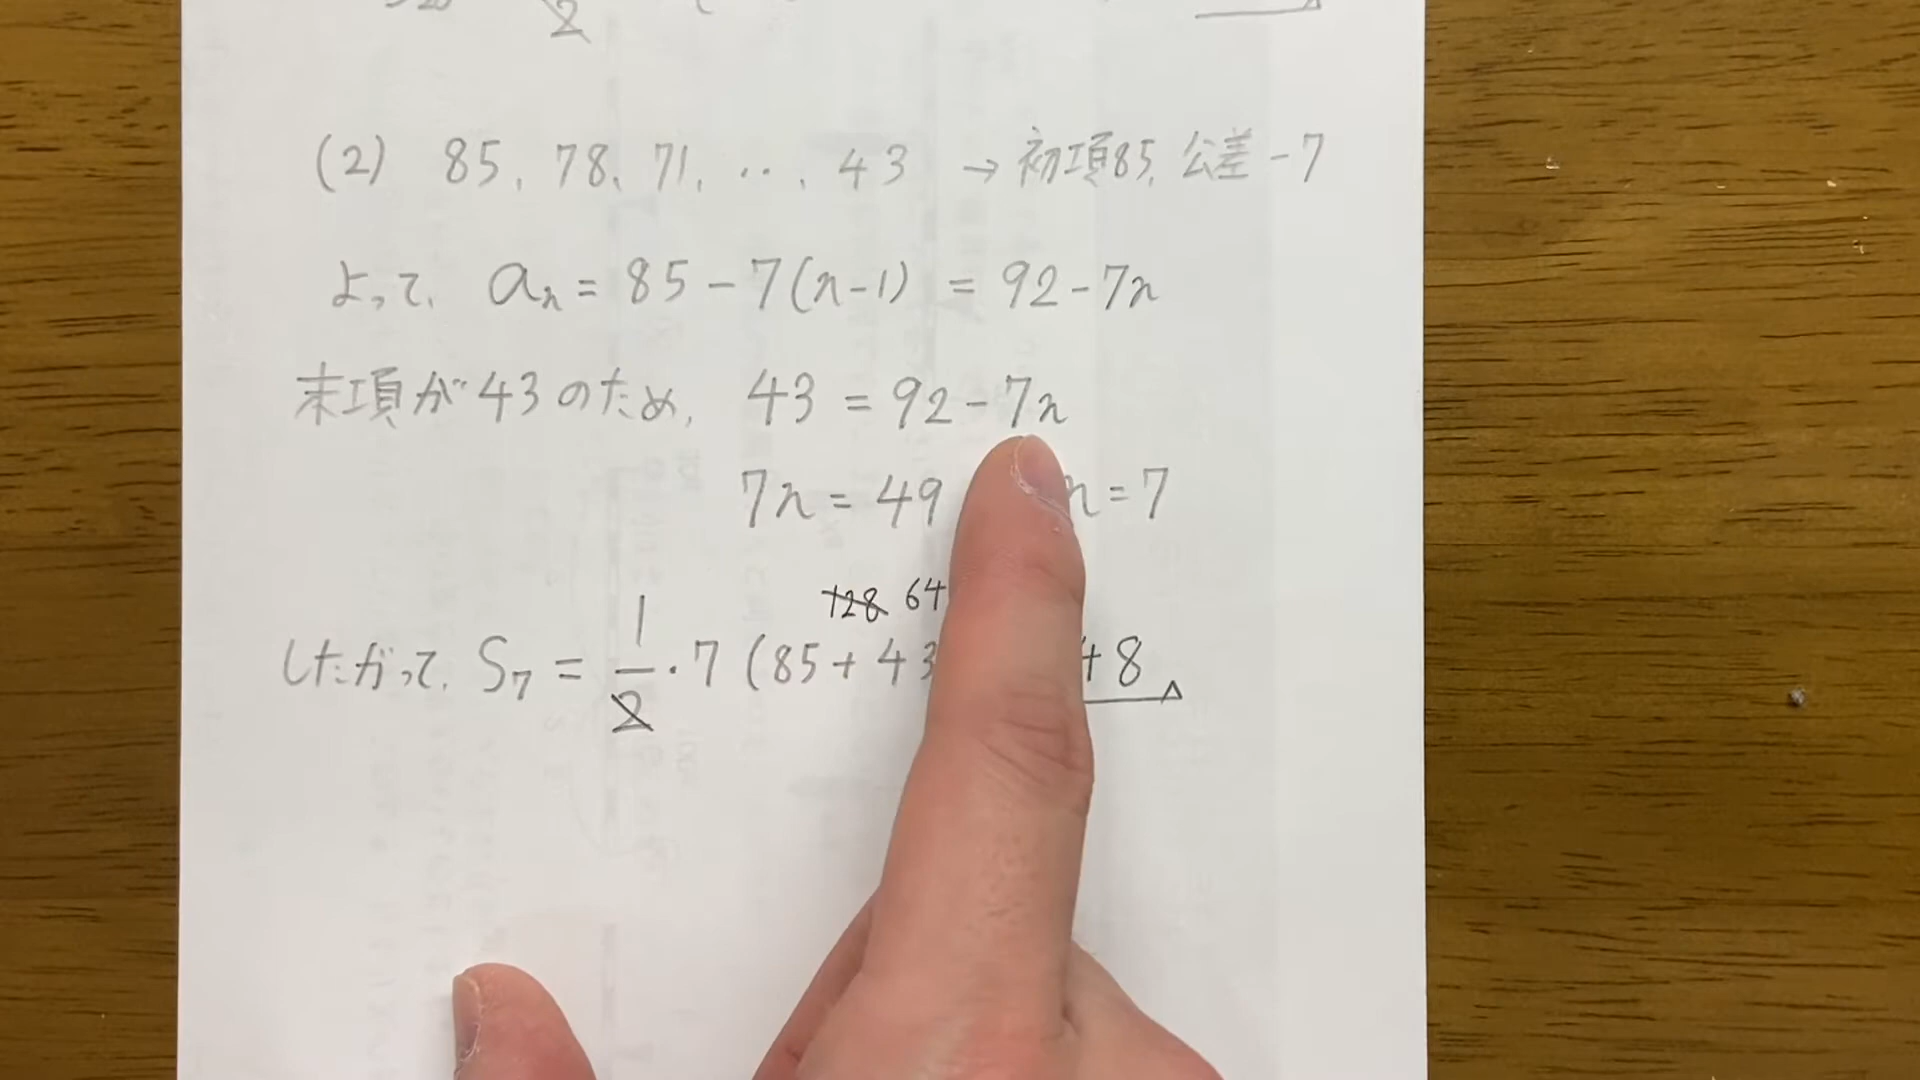 (2) 85, 78, 71, ‥, 43 → 初項85, 公差 -7
よって, aₙ = 85 - 7(n-1) = 92 - 7n
末項が43のため, 43 = 92 - 7n
7n = 49 n = 7
128 64
したがって, S₇ = 1/2 · 7 (85 + 43 48